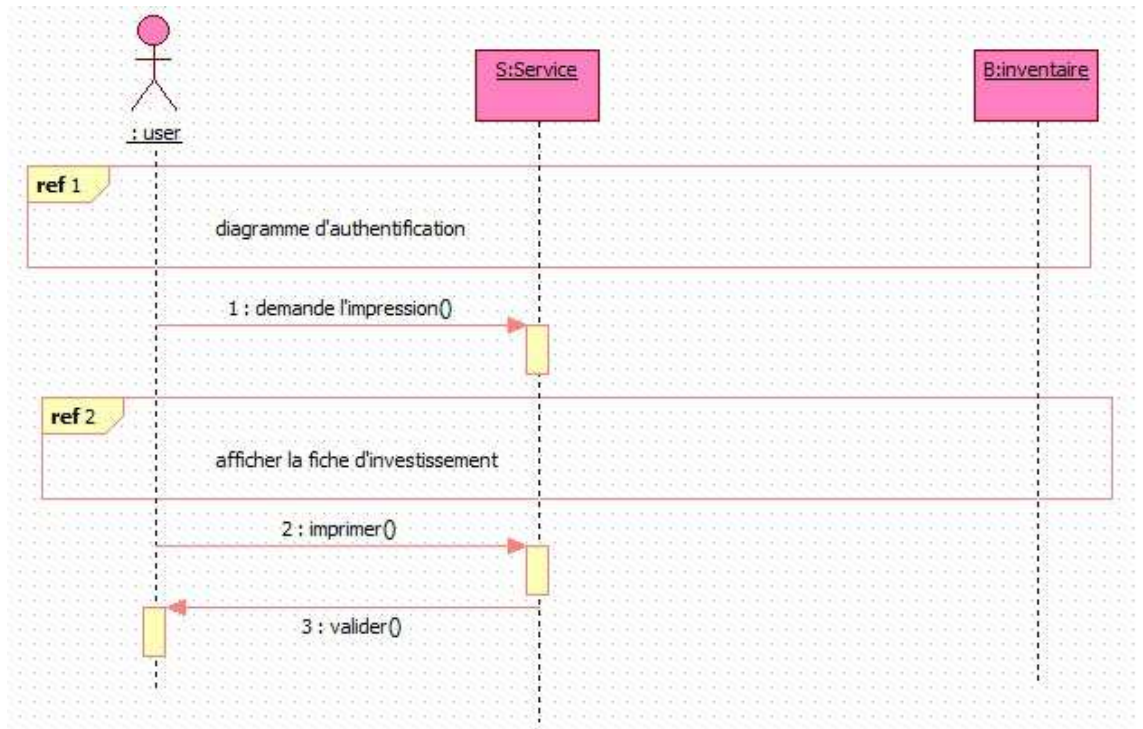 S:Service
B:inventaire
: user
ref 1
diagramme d'authentification
1 : demande l'impression()
ref 2
afficher la fiche d'investissement
2 : imprimer()
3 : valider()